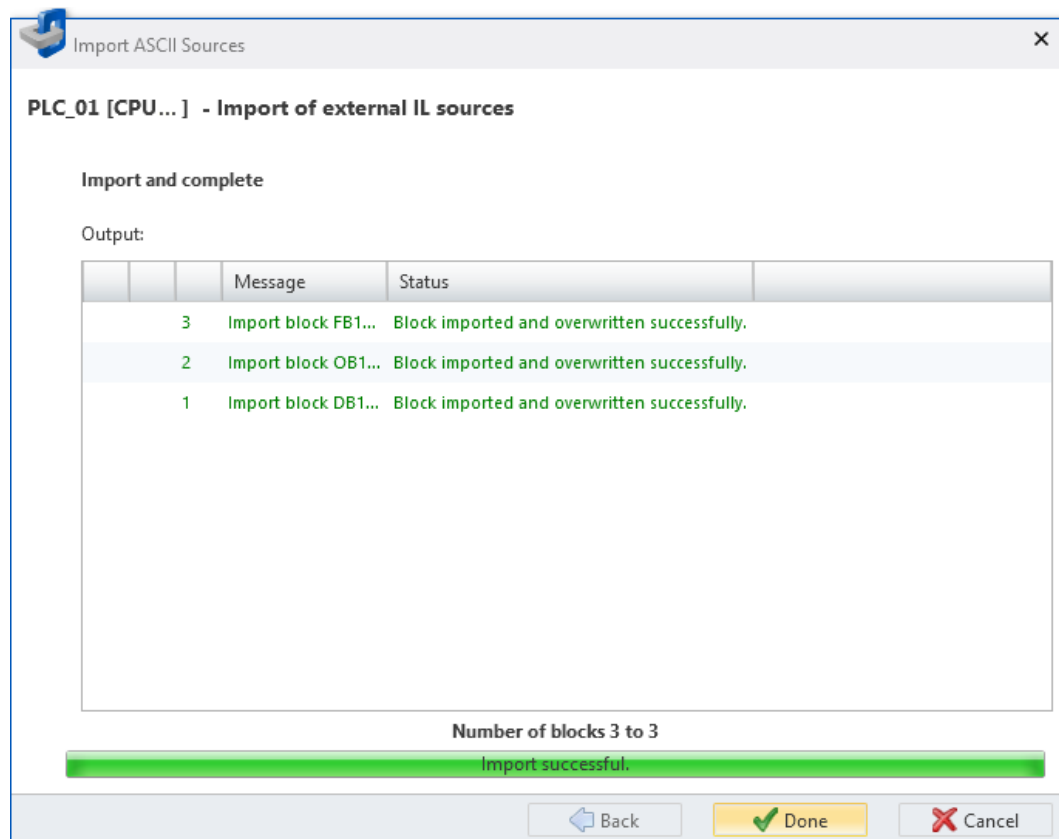 Import ASCII Sources
PLC_01 [CPU... ] - Import of external IL sources
Import and complete
Output:
Message Status
3 Import block FB1... Block imported and overwritten successfully.
2 Import block OB1... Block imported and overwritten successfully.
1 Import block DB1... Block imported and overwritten successfully.
Number of blocks 3 to 3
Import successful.
Back Done Cancel